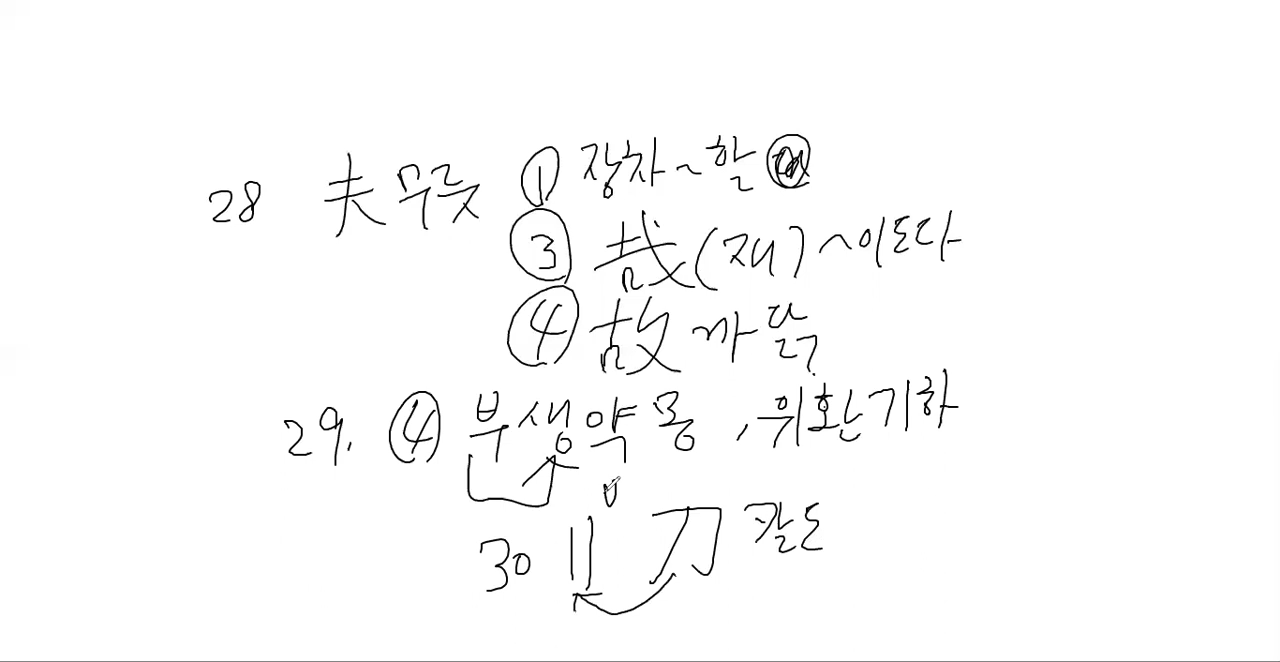 28 夫 무릇 ① 장차~할
③ 哉(재) ~이도다
④ 故 까닭
29. ④ 부생약몽, 위환기하
30 刂 刀 칼도